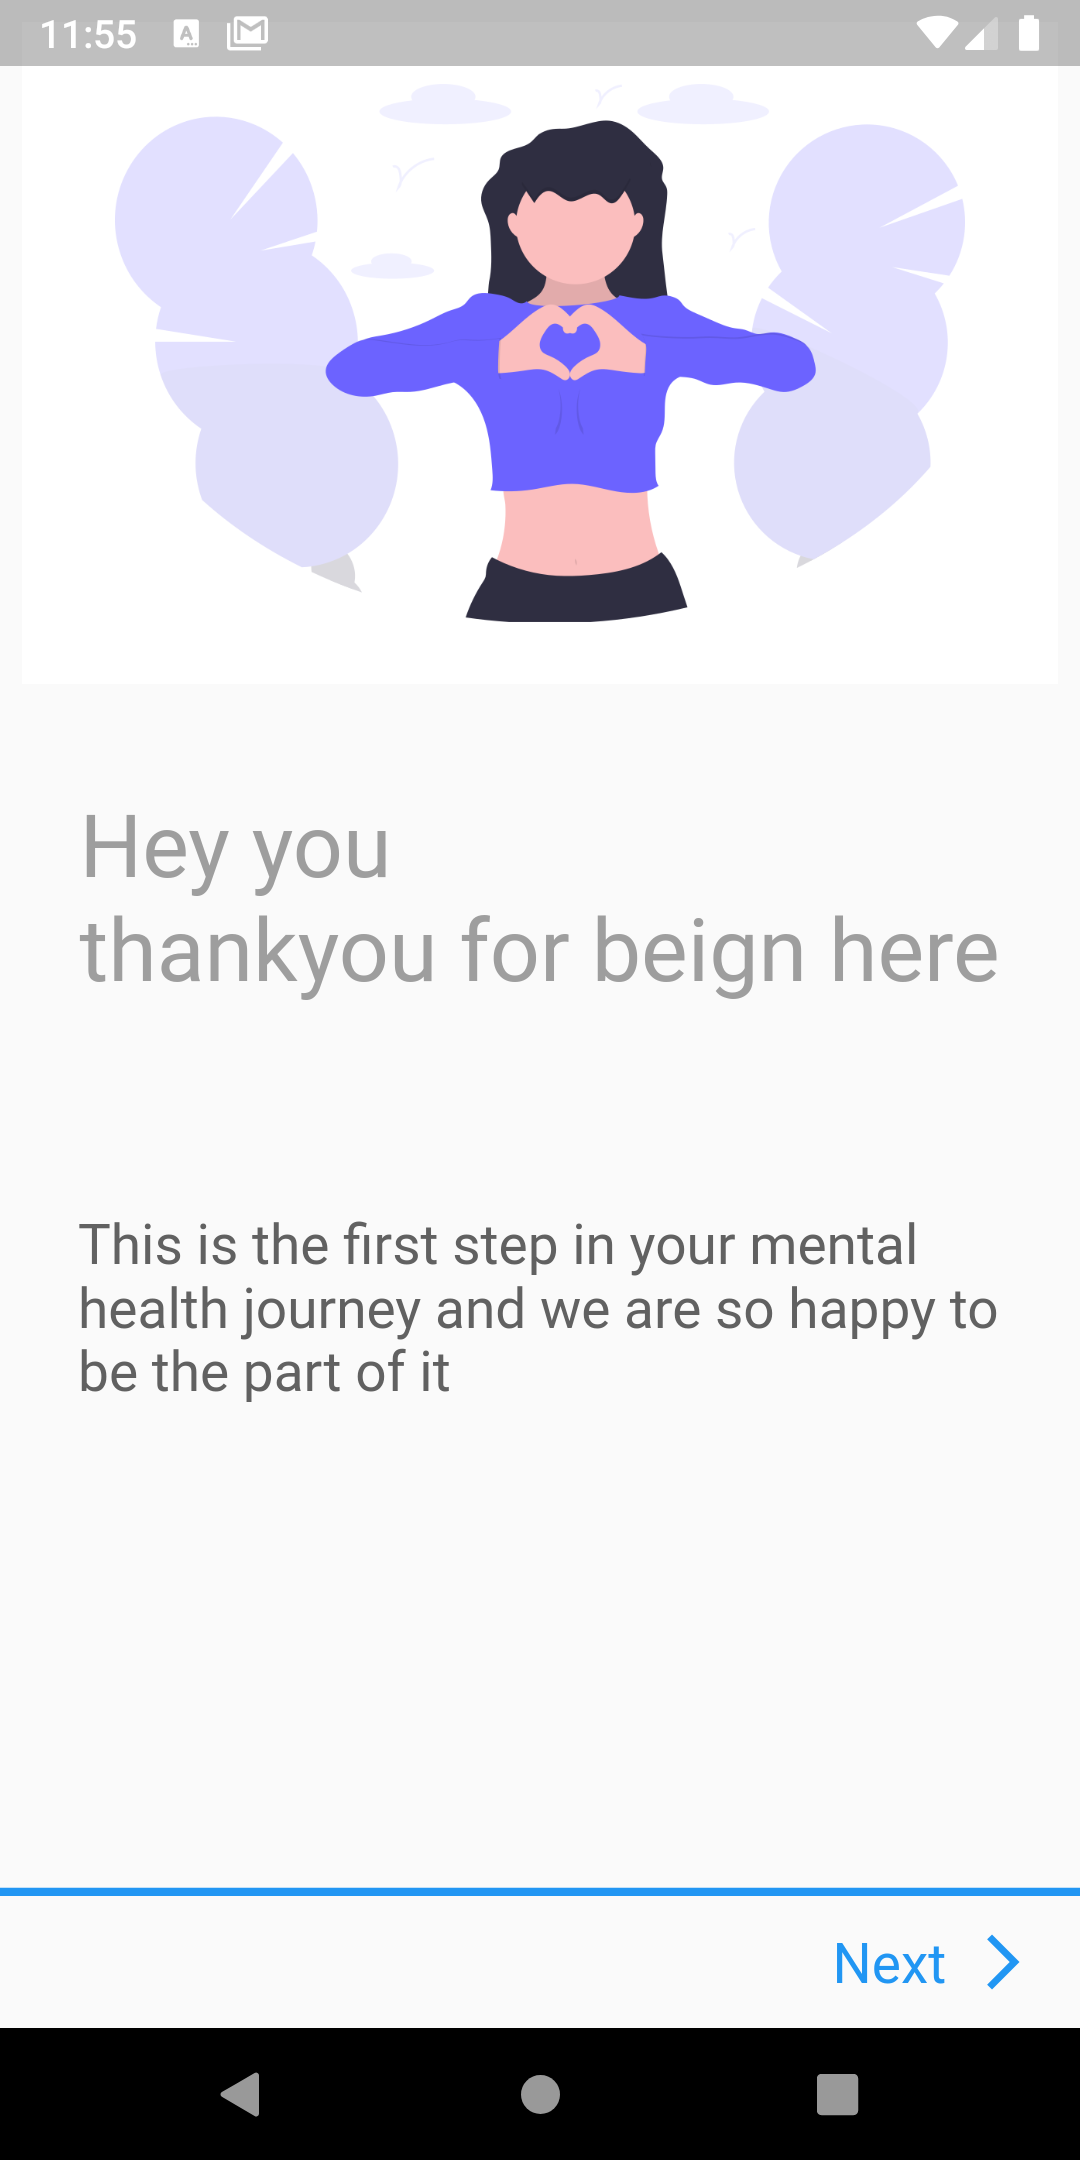 11:55
Hey you
thankyou for beign here
This is the first step in your mental
health journey and we are so happy to
be the part of it
Next